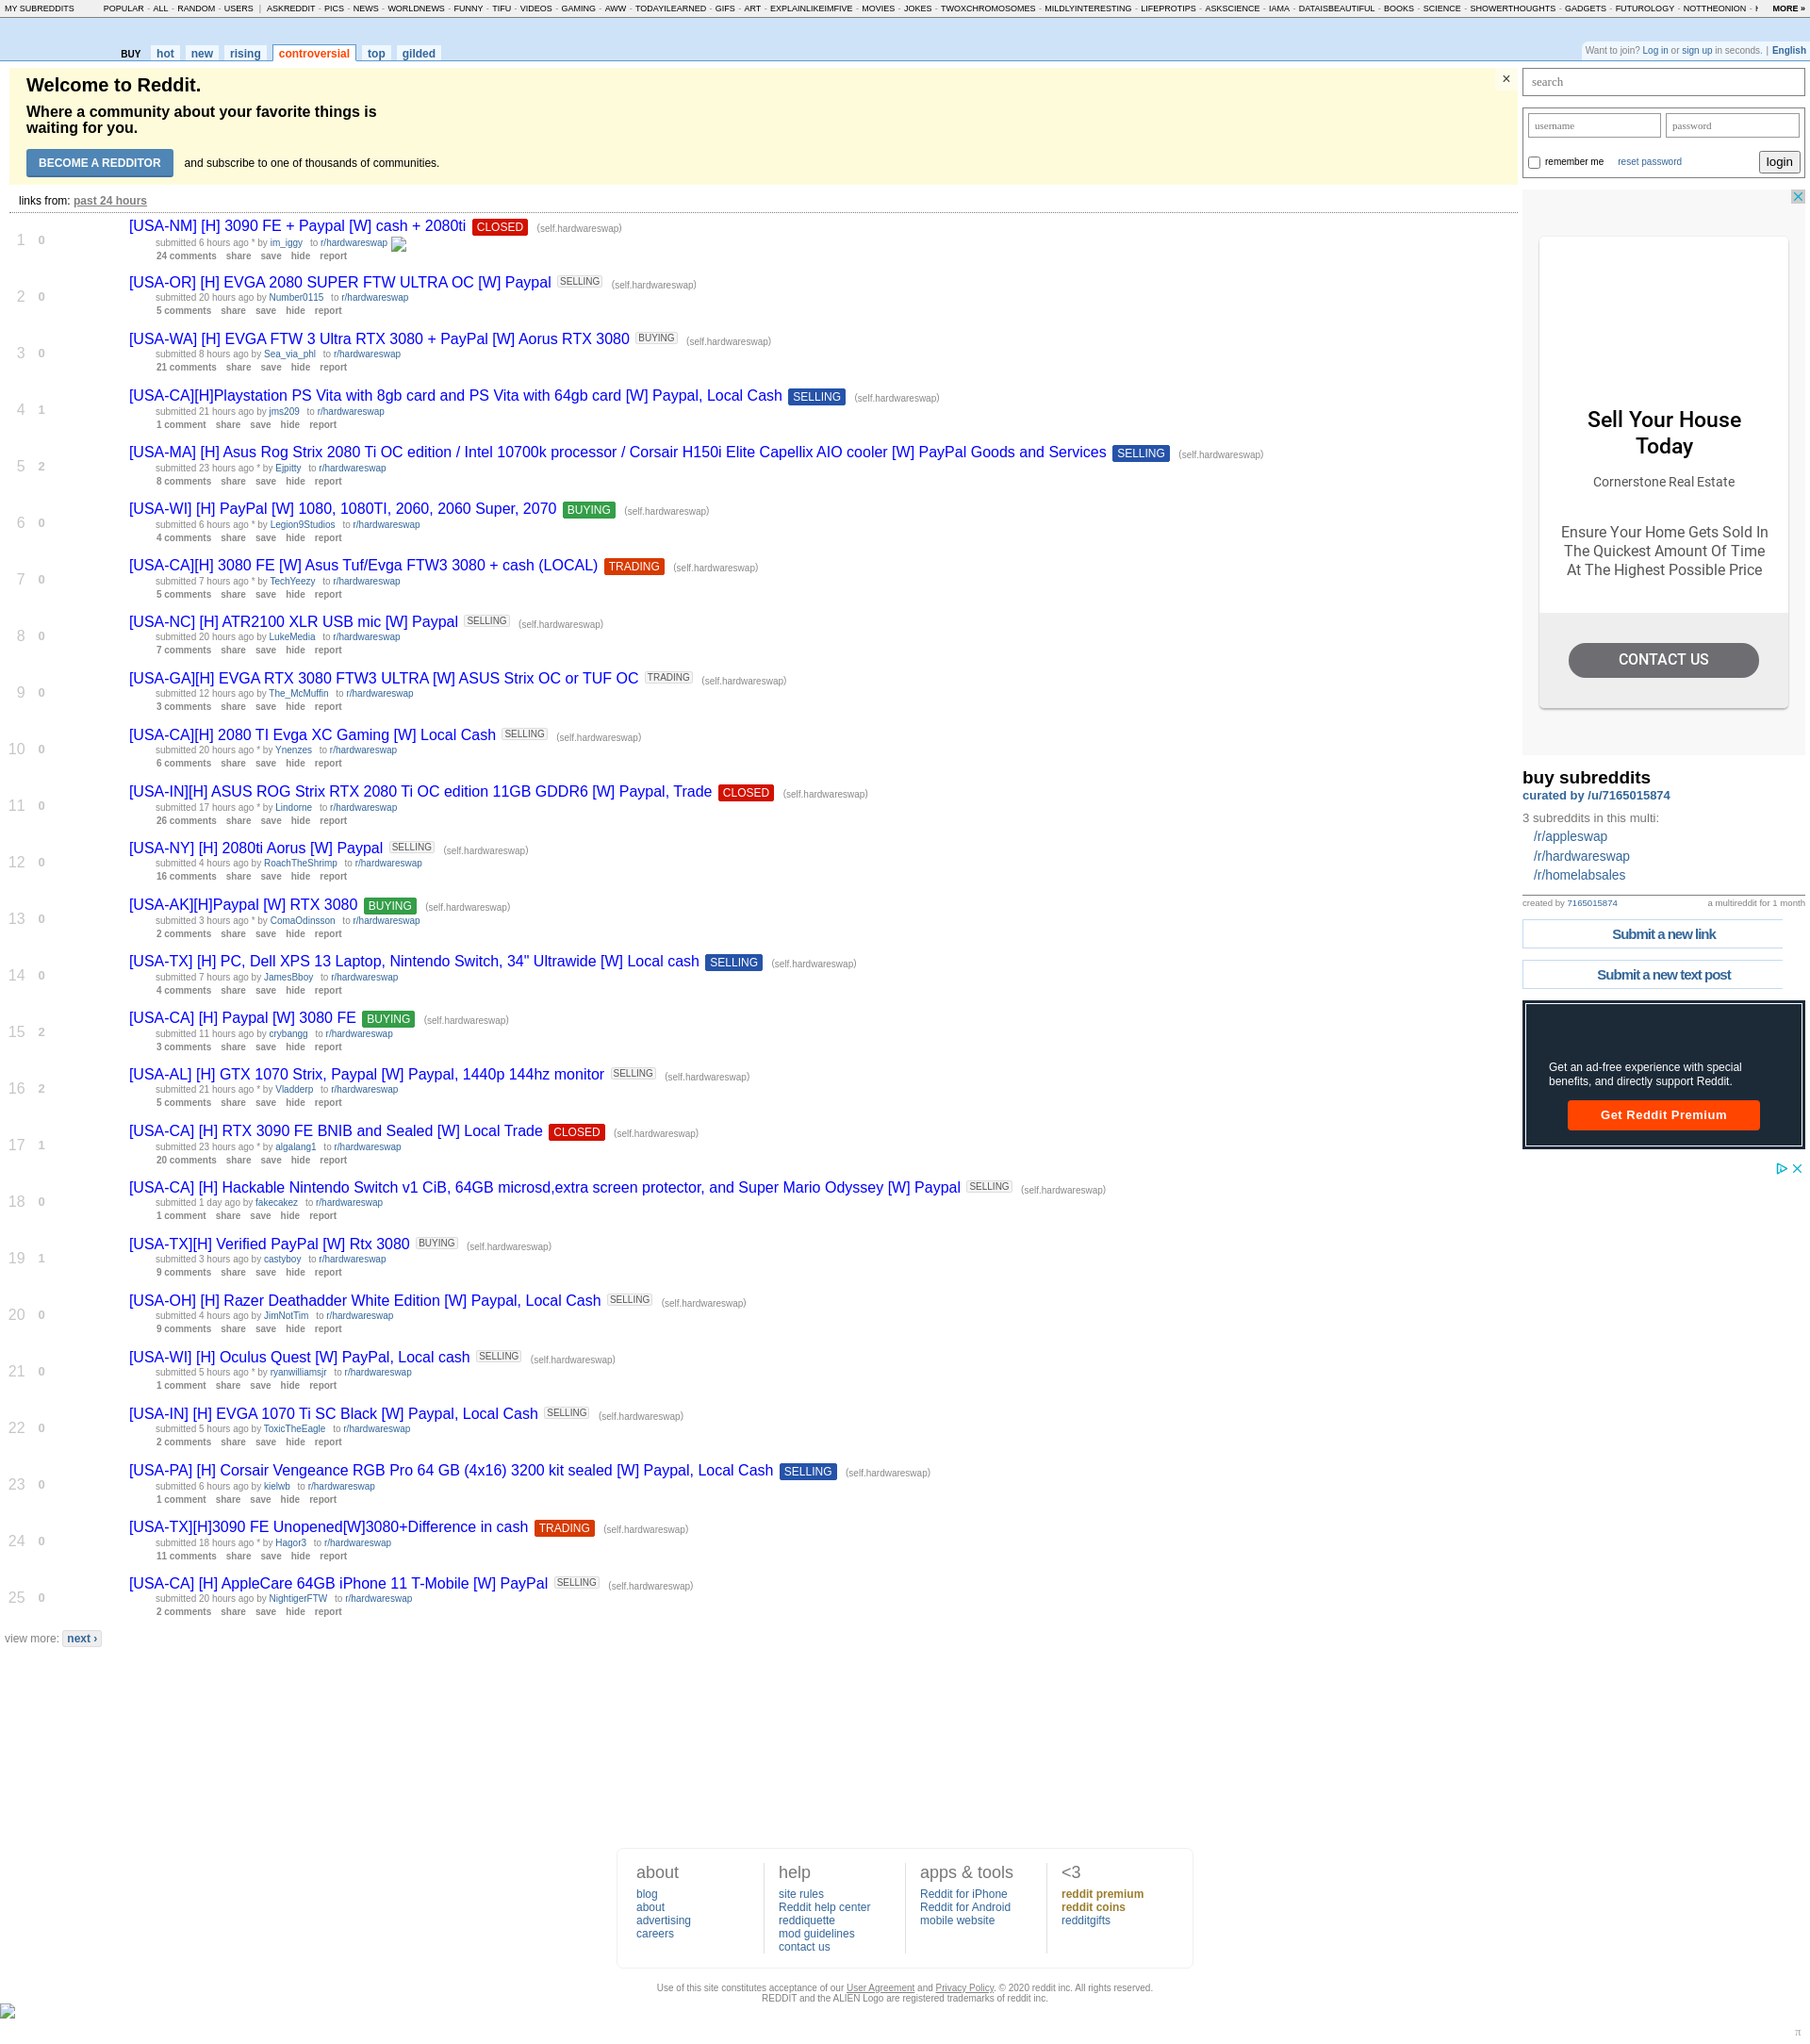 MY SUBREDDITS POPULAR - ALL - RANDOM - USERS | ASKREDDIT - PICS - NEWS - WORLDNEWS - FUNNY - TIFU - VIDEOS - GAMING - AWW - TODAYILEARNED - GIFS - ART - EXPLAINLIKEIMFIVE - MOVIES - JOKES - TWOXCHROMOSOMES - MILDLYINTERESTING - LIFEPROTIPS - ASKSCIENCE - IAMA - DATAISBEAUTIFUL - BOOKS - SCIENCE - SHOWERTHOUGHTS - GADGETS - FUTUROLOGY - NOTTHEONION - MORE »
BUY hot new rising controversial top gilded
Want to join? Log in or sign up in seconds. | English
Welcome to Reddit.
Where a community about your favorite things is
waiting for you.
BECOME A REDDITOR and subscribe to one of thousands of communities.
×
links from: past 24 hours
1 0 [USA-NM] [H] 3090 FE + Paypal [W] cash + 2080ti CLOSED (self.hardwareswap)
submitted 6 hours ago * by im_iggy to r/hardwareswap
24 comments share save hide report
2 0 [USA-OR] [H] EVGA 2080 SUPER FTW ULTRA OC [W] Paypal SELLING (self.hardwareswap)
submitted 20 hours ago by Number0115 to r/hardwareswap
5 comments share save hide report
3 0 [USA-WA] [H] EVGA FTW 3 Ultra RTX 3080 + PayPal [W] Aorus RTX 3080 BUYING (self.hardwareswap)
submitted 8 hours ago by Sea_via_phl to r/hardwareswap
21 comments share save hide report
4 1 [USA-CA][H]Playstation PS Vita with 8gb card and PS Vita with 64gb card [W] Paypal, Local Cash SELLING (self.hardwareswap)
submitted 21 hours ago by jms209 to r/hardwareswap
1 comment share save hide report
5 2 [USA-MA] [H] Asus Rog Strix 2080 Ti OC edition / Intel 10700k processor / Corsair H150i Elite Capellix AIO cooler [W] PayPal Goods and Services SELLING (self.hardwareswap)
submitted 23 hours ago * by Ejpitty to r/hardwareswap
8 comments share save hide report
6 0 [USA-WI] [H] PayPal [W] 1080, 1080TI, 2060, 2060 Super, 2070 BUYING (self.hardwareswap)
submitted 6 hours ago * by Legion9Studios to r/hardwareswap
4 comments share save hide report
7 0 [USA-CA][H] 3080 FE [W] Asus Tuf/Evga FTW3 3080 + cash (LOCAL) TRADING (self.hardwareswap)
submitted 7 hours ago * by TechYeezy to r/hardwareswap
5 comments share save hide report
8 0 [USA-NC] [H] ATR2100 XLR USB mic [W] Paypal SELLING (self.hardwareswap)
submitted 20 hours ago by LukeMedia to r/hardwareswap
7 comments share save hide report
9 0 [USA-GA][H] EVGA RTX 3080 FTW3 ULTRA [W] ASUS Strix OC or TUF OC TRADING (self.hardwareswap)
submitted 12 hours ago by The_McMuffin to r/hardwareswap
3 comments share save hide report
10 0 [USA-CA][H] 2080 TI Evga XC Gaming [W] Local Cash SELLING (self.hardwareswap)
submitted 20 hours ago * by Ynenzes to r/hardwareswap
6 comments share save hide report
11 0 [USA-IN][H] ASUS ROG Strix RTX 2080 Ti OC edition 11GB GDDR6 [W] Paypal, Trade CLOSED (self.hardwareswap)
submitted 17 hours ago * by Lindorne to r/hardwareswap
26 comments share save hide report
12 0 [USA-NY] [H] 2080ti Aorus [W] Paypal SELLING (self.hardwareswap)
submitted 4 hours ago by RoachTheShrimp to r/hardwareswap
16 comments share save hide report
13 0 [USA-AK][H]Paypal [W] RTX 3080 BUYING (self.hardwareswap)
submitted 3 hours ago * by ComaOdinsson to r/hardwareswap
2 comments share save hide report
14 0 [USA-TX] [H] PC, Dell XPS 13 Laptop, Nintendo Switch, 34" Ultrawide [W] Local cash SELLING (self.hardwareswap)
submitted 7 hours ago by JamesBboy to r/hardwareswap
4 comments share save hide report
15 2 [USA-CA] [H] Paypal [W] 3080 FE BUYING (self.hardwareswap)
submitted 11 hours ago by crybangg to r/hardwareswap
3 comments share save hide report
16 2 [USA-AL] [H] GTX 1070 Strix, Paypal [W] Paypal, 1440p 144hz monitor SELLING (self.hardwareswap)
submitted 21 hours ago * by Vladderp to r/hardwareswap
5 comments share save hide report
17 1 [USA-CA] [H] RTX 3090 FE BNIB and Sealed [W] Local Trade CLOSED (self.hardwareswap)
submitted 23 hours ago * by algalang1 to r/hardwareswap
20 comments share save hide report
18 0 [USA-CA] [H] Hackable Nintendo Switch v1 CiB, 64GB microsd,extra screen protector, and Super Mario Odyssey [W] Paypal SELLING (self.hardwareswap)
submitted 1 day ago by fakecakez to r/hardwareswap
1 comment share save hide report
19 1 [USA-TX][H] Verified PayPal [W] Rtx 3080 BUYING (self.hardwareswap)
submitted 3 hours ago by castyboy to r/hardwareswap
9 comments share save hide report
20 0 [USA-OH] [H] Razer Deathadder White Edition [W] Paypal, Local Cash SELLING (self.hardwareswap)
submitted 4 hours ago by JimNotTim to r/hardwareswap
9 comments share save hide report
21 0 [USA-WI] [H] Oculus Quest [W] PayPal, Local cash SELLING (self.hardwareswap)
submitted 5 hours ago * by ryanwilliamsjr to r/hardwareswap
1 comment share save hide report
22 0 [USA-IN] [H] EVGA 1070 Ti SC Black [W] Paypal, Local Cash SELLING (self.hardwareswap)
submitted 5 hours ago by ToxicTheEagle to r/hardwareswap
2 comments share save hide report
23 0 [USA-PA] [H] Corsair Vengeance RGB Pro 64 GB (4x16) 3200 kit sealed [W] Paypal, Local Cash SELLING (self.hardwareswap)
submitted 6 hours ago by kielwb to r/hardwareswap
1 comment share save hide report
24 0 [USA-TX][H]3090 FE Unopened[W]3080+Difference in cash TRADING (self.hardwareswap)
submitted 18 hours ago * by Hagor3 to r/hardwareswap
11 comments share save hide report
25 0 [USA-CA] [H] AppleCare 64GB iPhone 11 T-Mobile [W] PayPal SELLING (self.hardwareswap)
submitted 20 hours ago by NightigerFTW to r/hardwareswap
2 comments share save hide report
view more: next ›
search
username password
remember me reset password login
Sell Your House
Today
Cornerstone Real Estate
Ensure Your Home Gets Sold In
The Quickest Amount Of Time
At The Highest Possible Price
CONTACT US
buy subreddits
curated by /u/7165015874
3 subreddits in this multi:
/r/appleswap
/r/hardwareswap
/r/homelabsales
created by 7165015874 a multireddit for 1 month
Submit a new link
Submit a new text post
Get an ad-free experience with special
benefits, and directly support Reddit.
Get Reddit Premium
about
blog
about
advertising
careers
help
site rules
Reddit help center
reddiquette
mod guidelines
contact us
apps & tools
Reddit for iPhone
Reddit for Android
mobile website
<3
reddit premium
reddit coins
redditgifts
Use of this site constitutes acceptance of our User Agreement and Privacy Policy. © 2020 reddit inc. All rights reserved.
REDDIT and the ALIEN Logo are registered trademarks of reddit inc.
π